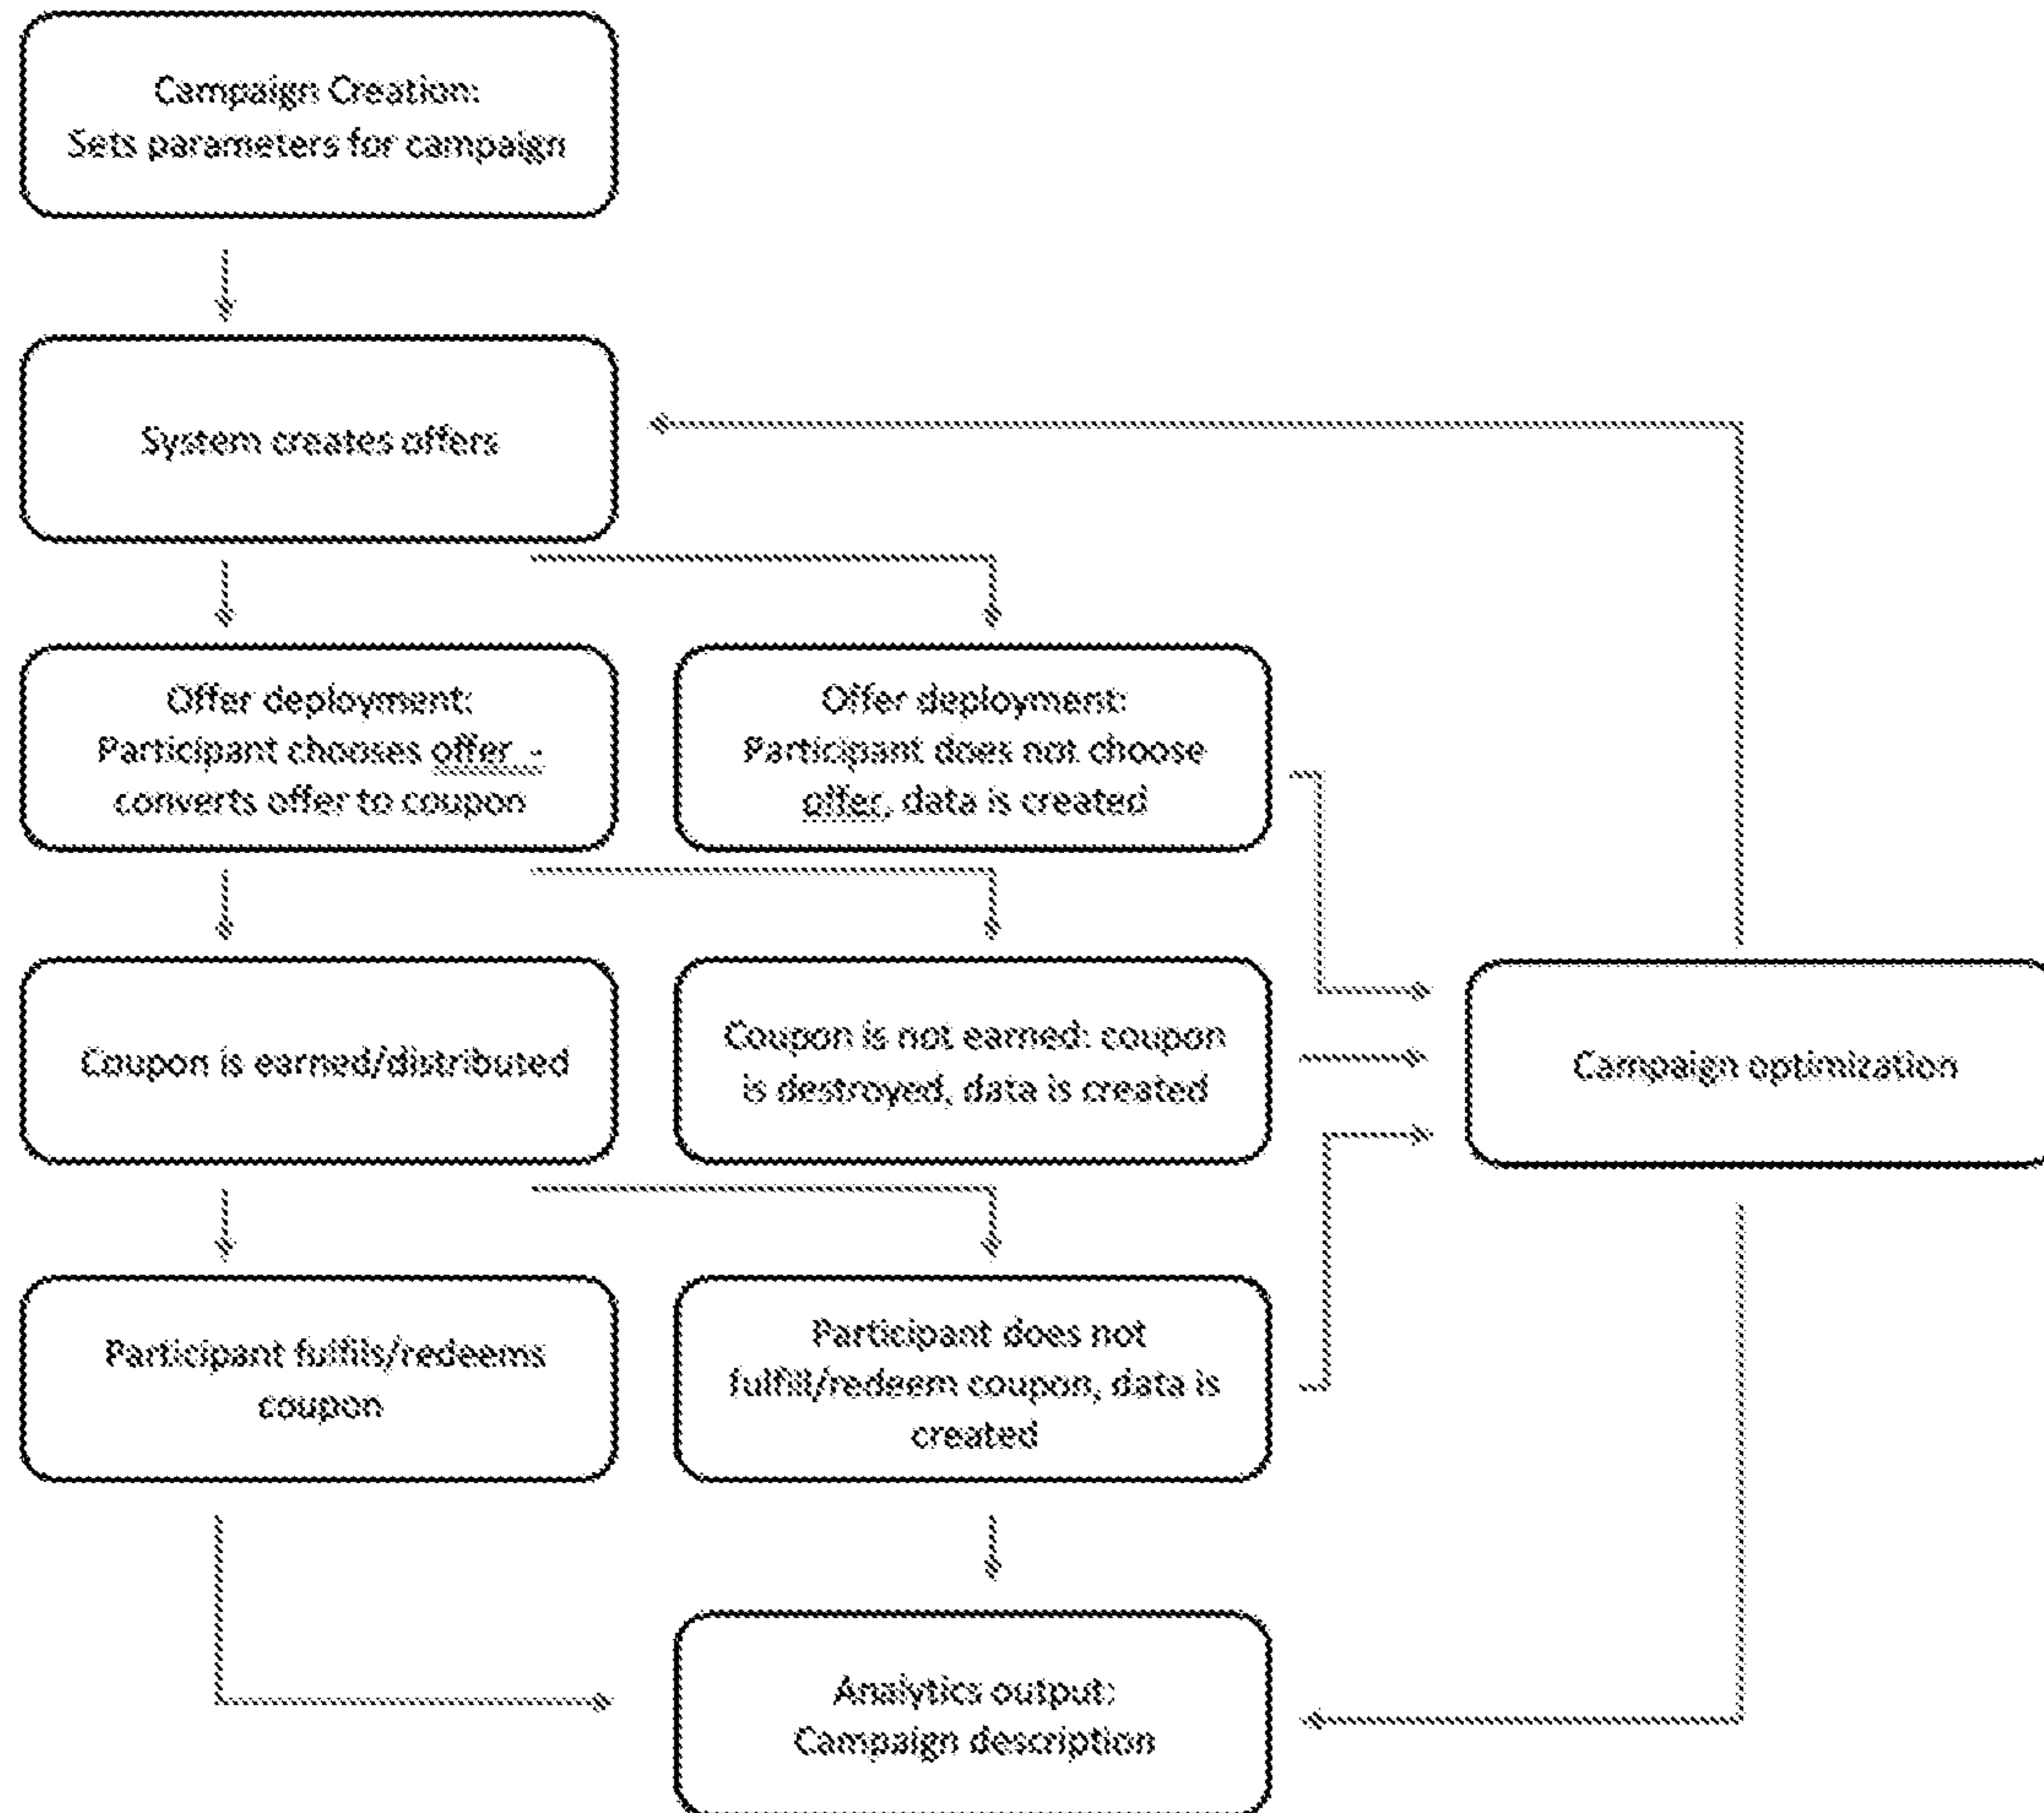 Campaign Creation:
Sets parameters for campaign
System creates offers
Offer deployment:
Participant chooses offer -
converts offer to coupon
Offer deployment:
Participant does not choose
offer, data is created
Coupon is earned/distributed
Coupon is not earned: coupon
is destroyed, data is created
Campaign optimization
Participant fulfils/redeems
coupon
Participant does not
fulfill/redeem coupon, data is
created
Analytics output:
Campaign description